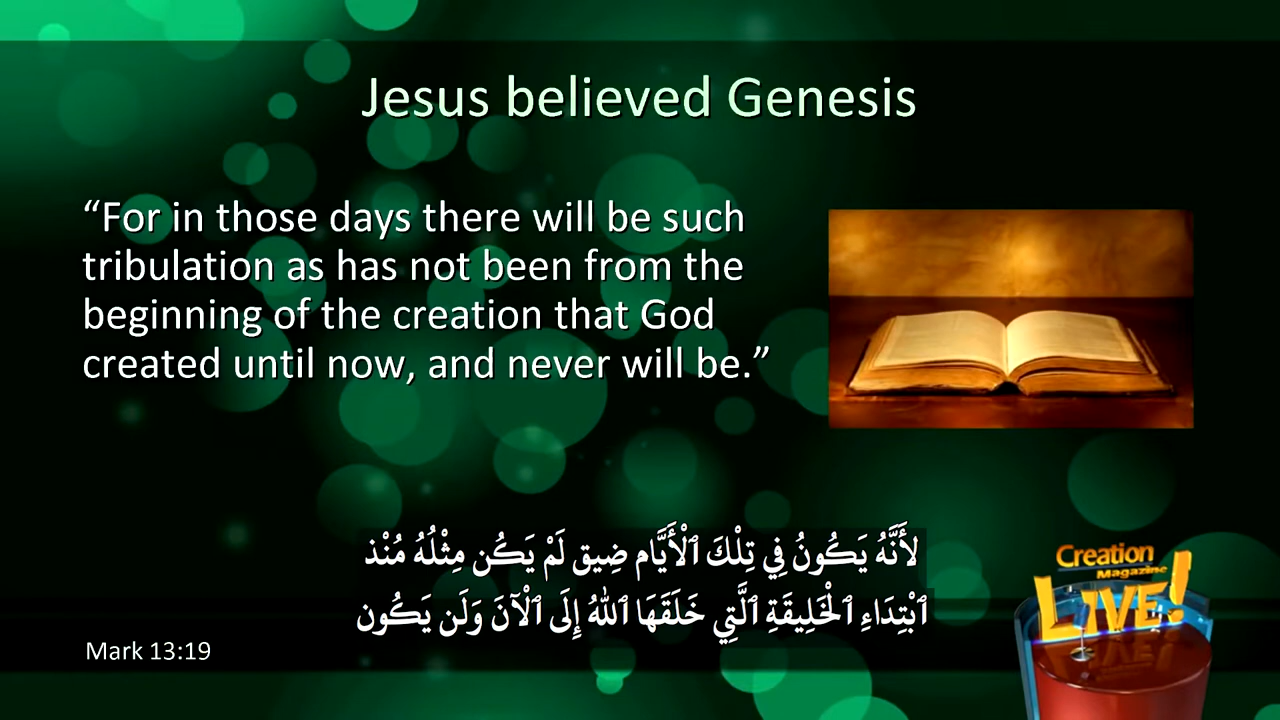 Jesus believed Genesis
“For in those days there will be such
tribulation as has not been from the
beginning of the creation that God
created until now, and never will be.”
لأَنَّهُ يَكُونُ فِي تِلْكَ ٱلْأَيَّام ضِيق لَمْ يَكُن مِثْلُهُ مُنْذ
ٱبْتِدَاءِ ٱلْخَلِيقَةِ ٱلَّتِي خَلَقَهَا ٱللهُ إِلَى ٱلْآنَ وَلَن يَكُون
Mark 13:19
Creation
Magazine
LIVE!